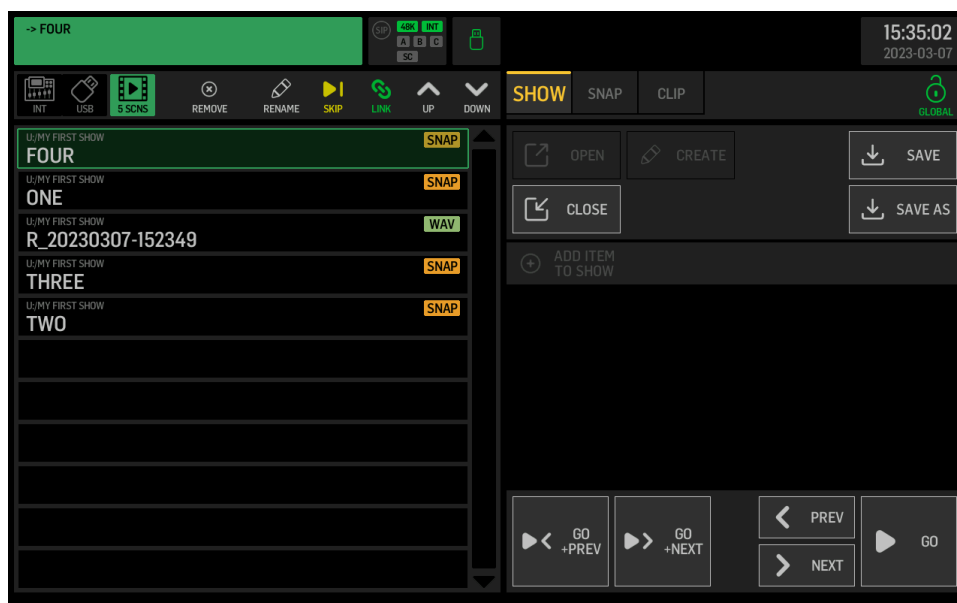 -> FOUR
SIP
48K INT
A B C
SC
15:35:02
2023-03-07
INT
USB
5 SCNS
REMOVE
RENAME
SKIP
LINK
UP
DOWN
SHOW
SNAP
CLIP
GLOBAL
U:/MY FIRST SHOW
FOUR
SNAP
U:/MY FIRST SHOW
ONE
SNAP
U:/MY FIRST SHOW
R_20230307-152349
WAV
U:/MY FIRST SHOW
THREE
SNAP
U:/MY FIRST SHOW
TWO
SNAP
OPEN
CREATE
SAVE
CLOSE
SAVE AS
ADD ITEM
TO SHOW
GO
+PREV
GO
+NEXT
PREV
NEXT
GO